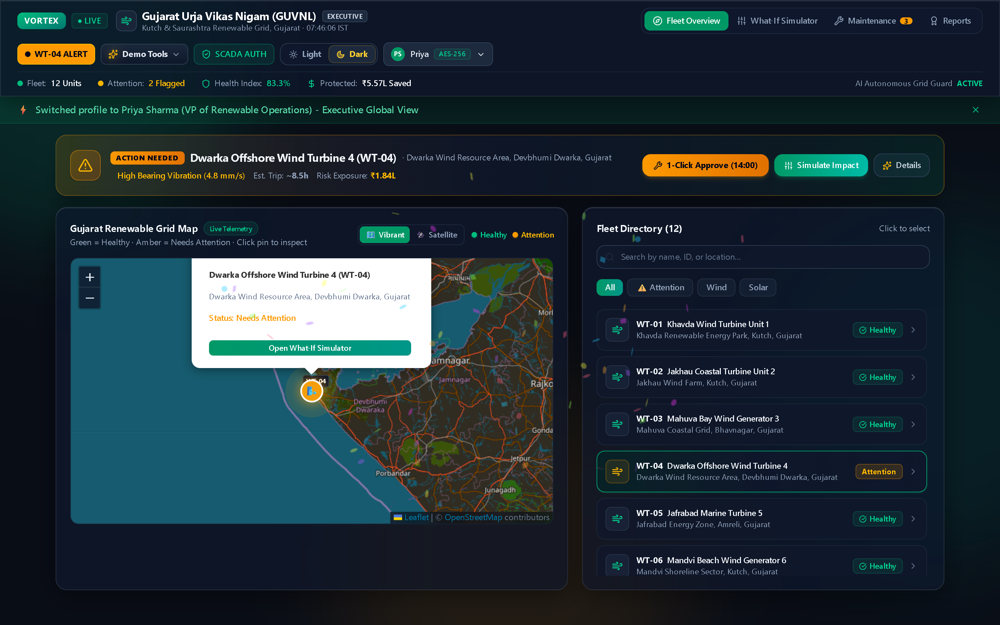 VORTEX
LIVE
Gujarat Urja Vikas Nigam (GUVNL) EXECUTIVE
Kutch & Saurashtra Renewable Grid, Gujarat · 07:46:06 IST
Fleet Overview
What-If Simulator
Maintenance 3
Reports
WT-04 ALERT
Demo Tools
SCADA AUTH
Light
Dark
PS Priya AES-256
Fleet: 12 Units
Attention: 2 Flagged
Health Index: 83.3%
Protected: ₹5.57L Saved
AI Autonomous Grid Guard ACTIVE
Switched profile to Priya Sharma (VP of Renewable Operations) - Executive Global View
ACTION NEEDED Dwarka Offshore Wind Turbine 4 (WT-04) · Dwarka Wind Resource Area, Devbhumi Dwarka, Gujarat
High Bearing Vibration (4.8 mm/s) Est. Trip: ~8.5h Risk Exposure: ₹1.84L
1-Click Approve (14:00)
Simulate Impact
Details
Gujarat Renewable Grid Map Live Telemetry
Green = Healthy · Amber = Needs Attention · Click pin to inspect
Vibrant
Satellite
Healthy
Attention
+
−
Dwarka Offshore Wind Turbine 4 (WT-04)
Dwarka Wind Resource Area, Devbhumi Dwarka, Gujarat
Status: Needs Attention
Open What-If Simulator
ગાંધીધામ
Jamnagar
Devbhumi
Dwaraka
Porbandar
Jetpur
Junagadh
Leaflet | © OpenStreetMap contributors
Fleet Directory (12)
Click to select
Search by name, ID, or location...
All
Attention
Wind
Solar
WT-01 Khavda Wind Turbine Unit 1
Khavda Renewable Energy Park, Kutch, Gujarat
Healthy
WT-02 Jakhau Coastal Turbine Unit 2
Jakhau Wind Farm, Kutch, Gujarat
Healthy
WT-03 Mahuva Bay Wind Generator 3
Mahuva Coastal Grid, Bhavnagar, Gujarat
Healthy
WT-04 Dwarka Offshore Wind Turbine 4
Dwarka Wind Resource Area, Devbhumi Dwarka, Gujarat
Attention
WT-05 Jafrabad Marine Turbine 5
Jafrabad Energy Zone, Amreli, Gujarat
Healthy
WT-06 Mandvi Beach Wind Generator 6
Mandvi Shoreline Sector, Kutch, Gujarat
Healthy